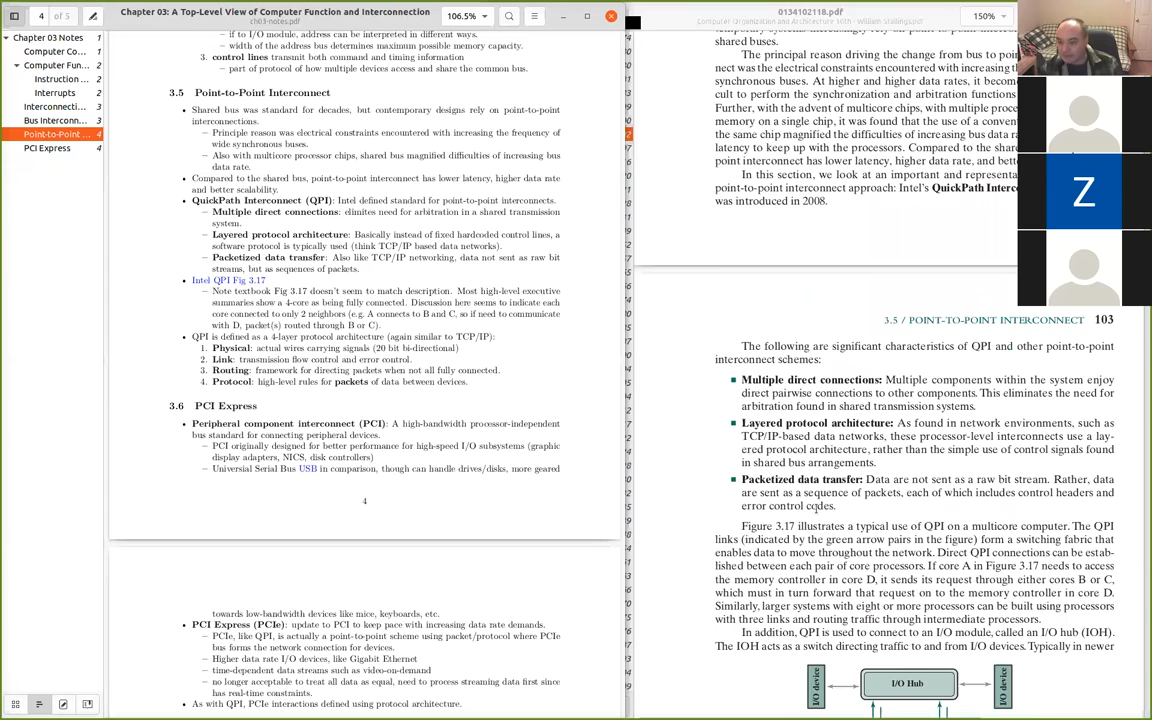 4
of 5
Chapter 03: A Top-Level View of Computer Function and Interconnection
ch03-notes.pdf
106.5%
Chapter 03 Notes 1
Computer Co... 1
Computer Fun... 2
Instruction ... 2
Interrupts 2
Interconnecti... 3
Bus Interconn... 3
Point-to-Point ... 4
PCI Express 4
– if to I/O module, address can be interpreted in different ways.
– width of the address bus determines maximum possible memory capacity.
3. control lines transmit both command and timing information
– part of protocol of how multiple devices access and share the common bus.
3.5 Point-to-Point Interconnect
• Shared bus was standard for decades, but contemporary designs rely on point-to-point
interconnections.
– Principle reason was electrical constraints encountered with increasing the frequency of
wide synchronous buses.
– Also with multicore processor chips, shared bus magnified difficulties of increasing bus
data rate.
• Compared to the shared bus, point-to-point interconnect has lower latency, higher data rate
and better scalability.
• QuickPath Interconnect (QPI): Intel defined standard for point-to-point interconnects.
– Multiple direct connections: elimites need for arbitration in a shared transmission
system.
– Layered protocol architecture: Basically instead of fixed hardcoded control lines, a
software protocol is typically used (think TCP/IP based data networks).
– Packetized data transfer: Also like TCP/IP networking, data not sent as raw bit
streams, but as sequences of packets.
• Intel QPI Fig 3.17
– Note textbook Fig 3.17 doesn't seem to match description. Most high-level executive
summaries show a 4-core as being fully connected. Discussion here seems to indicate each
core connected to only 2 neighbors (e.g. A connects to B and C, so if need to communicate
with D, packet(s) routed through B or C).
• QPI is defined as a 4-layer protocol architecture (again similar to TCP/IP):
1. Physical: actual wires carrying signals (20 bit bi-directional)
2. Link: transmission flow control and error control.
3. Routing: framework for directing packets when not all fully connected.
4. Protocol: high-level rules for packets of data between devices.
3.6 PCI Express
• Peripheral component interconnect (PCI): A high-bandwidth processor-independent
bus standard for connecting peripheral devices.
– PCI originally designed for better performance for high-speed I/O subsystems (graphic
display adapters, NICS, disk controllers)
– Universal Serial Bus USB in comparison, though can handle drives/disks, more geared
4
towards low-bandwidth devices like mice, keyboards, etc.
• PCI Express (PCIe): update to PCI to keep pace with increasing data rate demands.
– PCIe, like QPI, is actually a point-to-point scheme using packet/protocol where PCIe
bus forms the network connection for devices.
– Higher data rate I/O devices, like Gigabit Ethernet
– time-dependent data streams such as video-on-demand
– no longer acceptable to treat all data as equal, need to process streaming data first since
has real-time constraints.
• As with QPI, PCIe interactions defined using protocol architecture.
0134102118.pdf
Computer Organization and Architecture 10th - William Stallings.pdf
150%
shared buses.
The principal reason driving the change from bus to poin
nect was the electrical constraints encountered with increasing th
synchronous buses. At higher and higher data rates, it becom
cult to perform the synchronization and arbitration functions
Further, with the advent of multicore chips, with multiple proce
memory on a single chip, it was found that the use of a conven
the same chip magnified the difficulties of increasing bus data ra
latency to keep up with the processors. Compared to the shar
point interconnect has lower latency, higher data rate, and bett
In this section, we look at an important and representa
point-to-point interconnect approach: Intel's QuickPath Interc
was introduced in 2008.
Z
3.5 / POINT-TO-POINT INTERCONNECT 103
The following are significant characteristics of QPI and other point-to-point
interconnect schemes:
■ Multiple direct connections: Multiple components within the system enjoy
direct pairwise connections to other components. This eliminates the need for
arbitration found in shared transmission systems.
■ Layered protocol architecture: As found in network environments, such as
TCP/IP-based data networks, these processor-level interconnects use a lay-
ered protocol architecture, rather than the simple use of control signals found
in shared bus arrangements.
■ Packetized data transfer: Data are not sent as a raw bit stream. Rather, data
are sent as a sequence of packets, each of which includes control headers and
error control codes.
Figure 3.17 illustrates a typical use of QPI on a multicore computer. The QPI
links (indicated by the green arrow pairs in the figure) form a switching fabric that
enables data to move throughout the network. Direct QPI connections can be estab-
lished between each pair of core processors. If core A in Figure 3.17 needs to access
the memory controller in core D, it sends its request through either cores B or C,
which must in turn forward that request on to the memory controller in core D.
Similarly, larger systems with eight or more processors can be built using processors
with three links and routing traffic through intermediate processors.
In addition, QPI is used to connect to an I/O module, called an I/O hub (IOH).
The IOH acts as a switch directing traffic to and from I/O devices. Typically in newer
I/O device
I/O Hub
I/O device